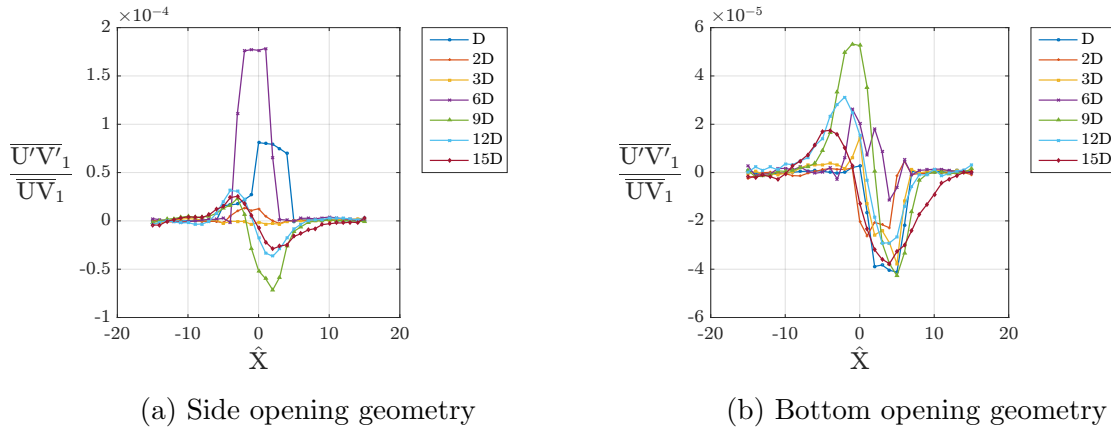 ×10⁻⁴
2
1.5
1
0.5
0
-0.5
-1
-20
-10
0
10
20
U'V'₁
UV₁
X̂
D
2D
3D
6D
9D
12D
15D
(a) Side opening geometry
×10⁻⁵
6
4
2
0
-2
-4
-6
-20
-10
0
10
20
U'V'₁
UV₁
X̂
D
2D
3D
6D
9D
12D
15D
(b) Bottom opening geometry